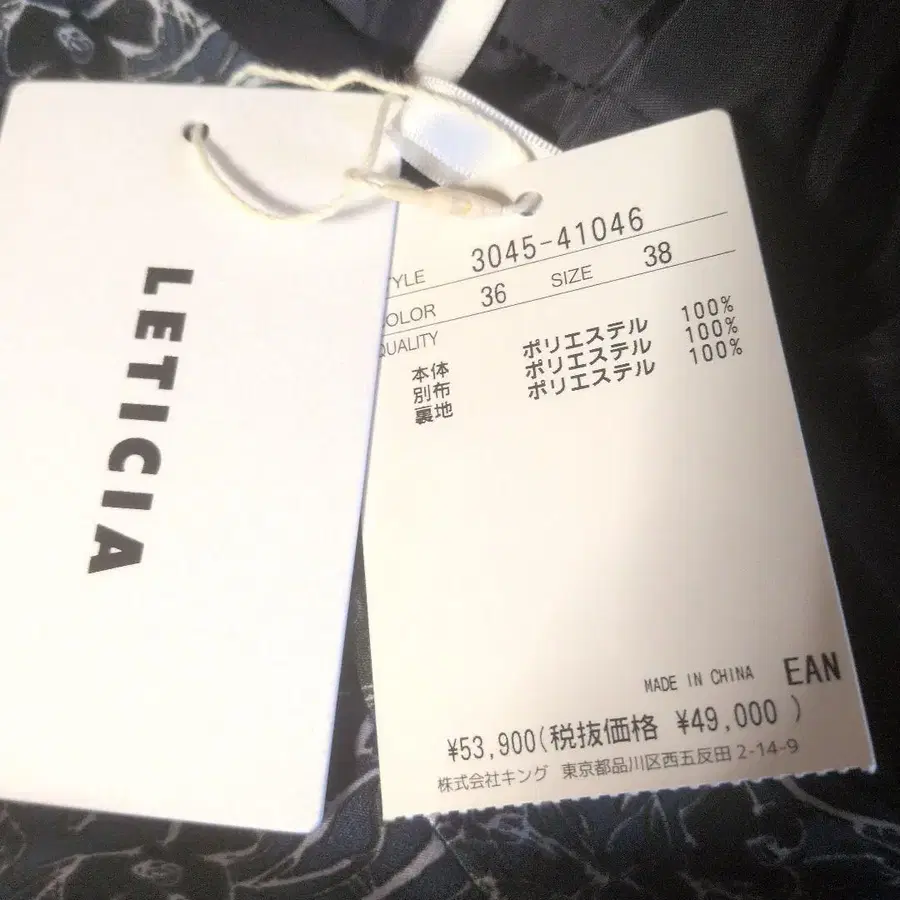 LETICIA
TYLE 3045-41046
COLOR 36 SIZE 38
QUALITY
本体 ポリエステル 100%
別布 ポリエステル 100%
裏地 ポリエステル 100%
MADE IN CHINA EAN
¥53,900(税抜価格 ¥49,000 )
株式会社キング 東京都品川区西五反田 2-14-9